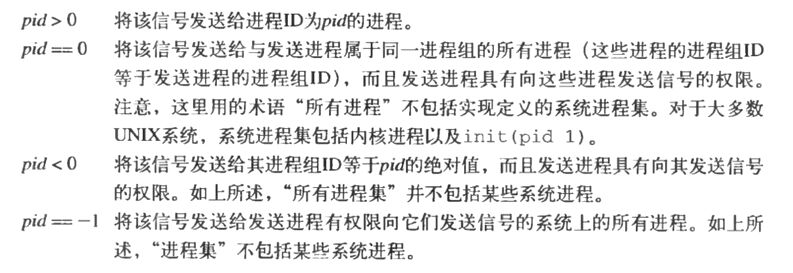 pid > 0 将该信号发送给进程ID为pid的进程。
pid == 0 将该信号发送给与发送进程属于同一进程组的所有进程（这些进程的进程组ID
等于发送进程的进程组ID），而且发送进程具有向这些进程发送信号的权限。
注意，这里用的术语“所有进程”不包括实现定义的系统进程集。对于大多数
UNIX系统，系统进程集包括内核进程以及init(pid 1)。
pid < 0 将该信号发送给其进程组ID等于pid的绝对值，而且发送进程具有向其发送信号
的权限。如上所述，“所有进程集”并不包括某些系统进程。
pid == −1 将该信号发送给发送进程有权限向它们发送信号的系统上的所有进程。如上所
述，“进程集”不包括某些系统进程。